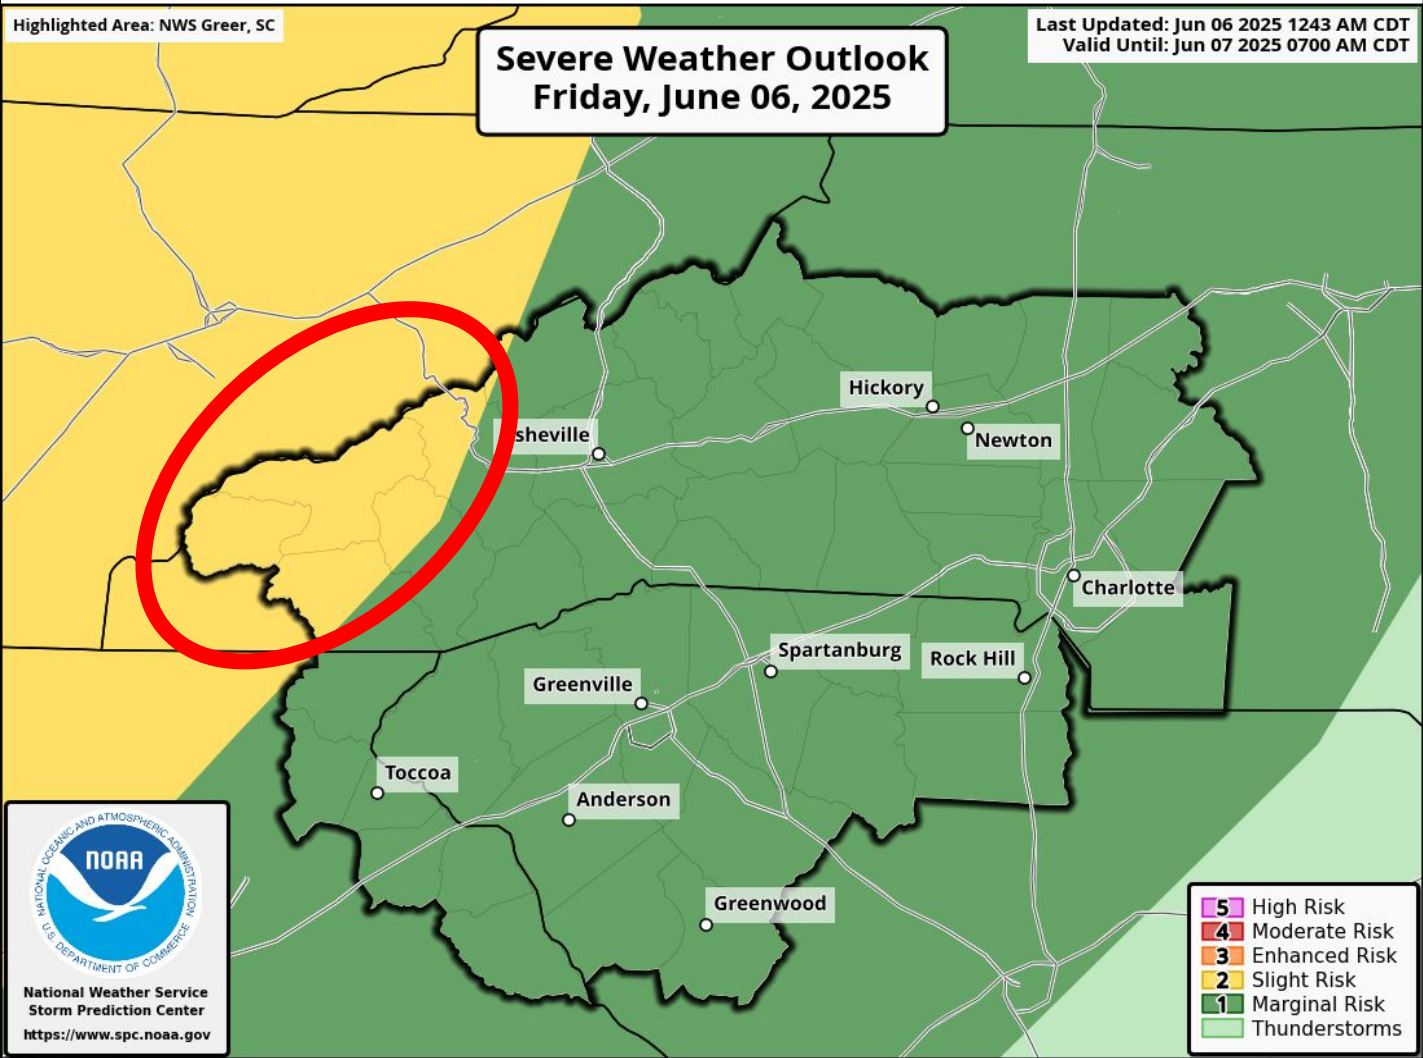 Highlighted Area: NWS Greer, SC
Severe Weather Outlook
Friday, June 06, 2025
Last Updated: Jun 06 2025 1243 AM CDT
Valid Until: Jun 07 2025 0700 AM CDT
Hickory
sheville
Newton
Charlotte
Spartanburg
Rock Hill
Greenville
Toccoa
Anderson
Greenwood
NATIONAL OCEANIC AND ATMOSPHERIC ADMINISTRATION
NOAA
U.S. DEPARTMENT OF COMMERCE
National Weather Service
Storm Prediction Center
https://www.spc.noaa.gov
5 High Risk
4 Moderate Risk
3 Enhanced Risk
2 Slight Risk
1 Marginal Risk
Thunderstorms